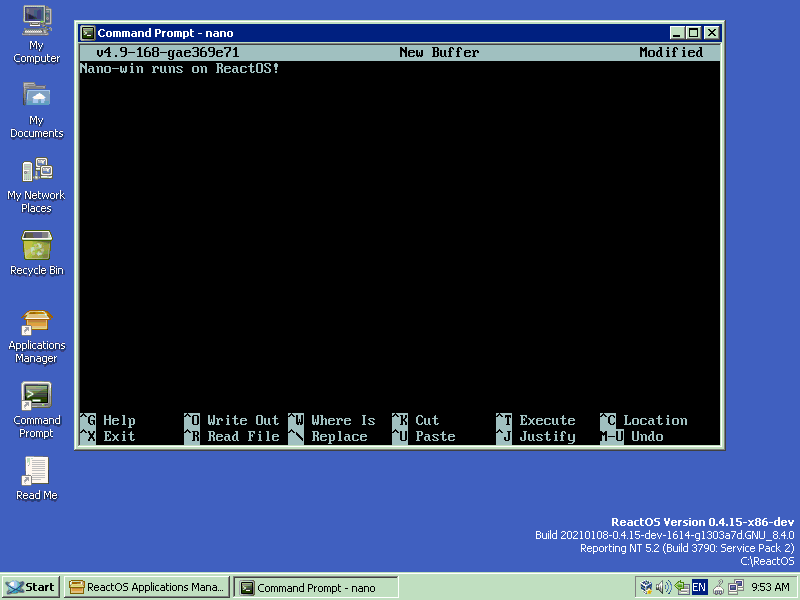 My
Computer
My
Documents
My Network
Places
Recycle Bin
Applications
Manager
Command
Prompt
Read Me
Command Prompt - nano
v4.9-168-gae369e71 New Buffer Modified
Nano-win runs on ReactOS!
^G Help ^O Write Out ^W Where Is ^K Cut ^T Execute ^C Location
^X Exit ^R Read File ^\ Replace ^U Paste ^J Justify M-U Undo
ReactOS Version 0.4.15-x86-dev
Build 20210108-0.4.15-dev-1614-g1303a7d.GNU_8.4.0
Reporting NT 5.2 (Build 3790: Service Pack 2)
C:\ReactOS
Start ReactOS Applications Mana... Command Prompt - nano EN 9:53 AM